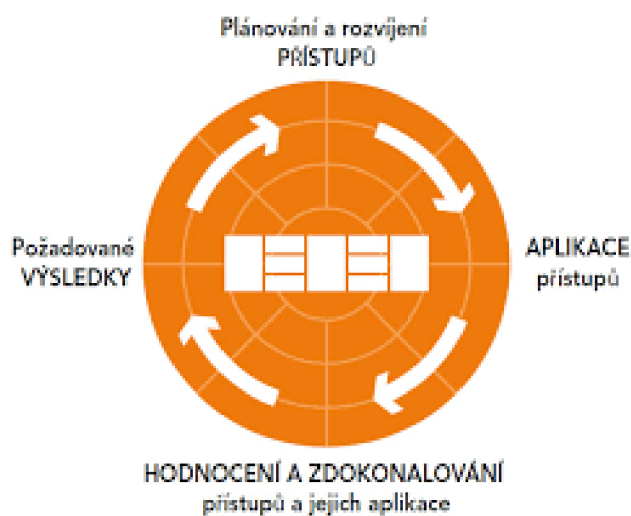 Plánování a rozvíjení
PŘÍSTUPŮ
Požadované
VÝSLEDKY
APLIKACE
přístupů
HODNOCENÍ A ZDOKONALOVÁNÍ
přístupů a jejich aplikace